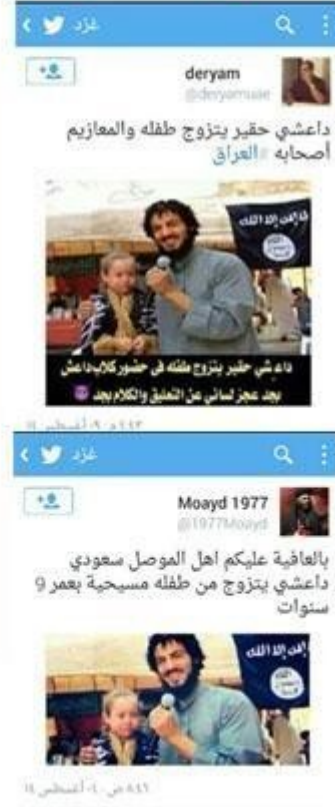 غرد
deryam
@deryamuae
داعشي حقير يتزوج طفله والمعازيم
أصحابه #العراق
لا إله إلا الله
داعشي حقير يتزوج طفله في حضور كلاب داعش
بجد عجز لساني عن التعليق والكلام بجد
غرد
Moayd 1977
@1977Moayd
بالعافية عليكم اهل الموصل سعودي
داعشي يتزوج من طفله مسيحية بعمر 9
سنوات
لا إله إلا الله